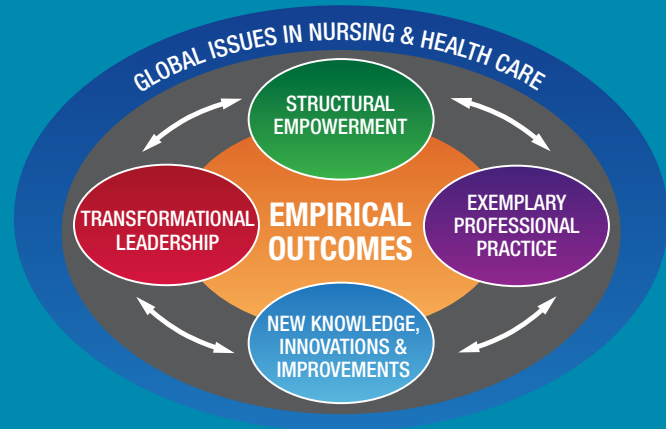 GLOBAL ISSUES IN NURSING & HEALTH CARE
STRUCTURAL
EMPOWERMENT
TRANSFORMATIONAL
LEADERSHIP
EMPIRICAL
OUTCOMES
EXEMPLARY
PROFESSIONAL
PRACTICE
NEW KNOWLEDGE,
INNOVATIONS &
IMPROVEMENTS